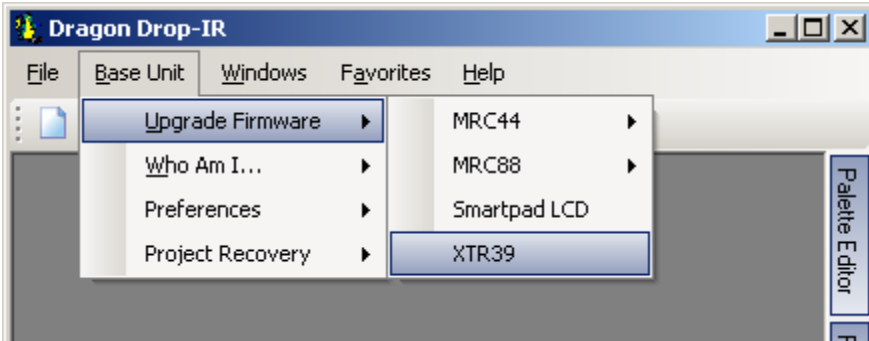 Dragon Drop-IR
File Base Unit Windows Favorites Help
Upgrade Firmware
Who Am I...
Preferences
Project Recovery
MRC44
MRC88
Smartpad LCD
XTR39
Palette Editor